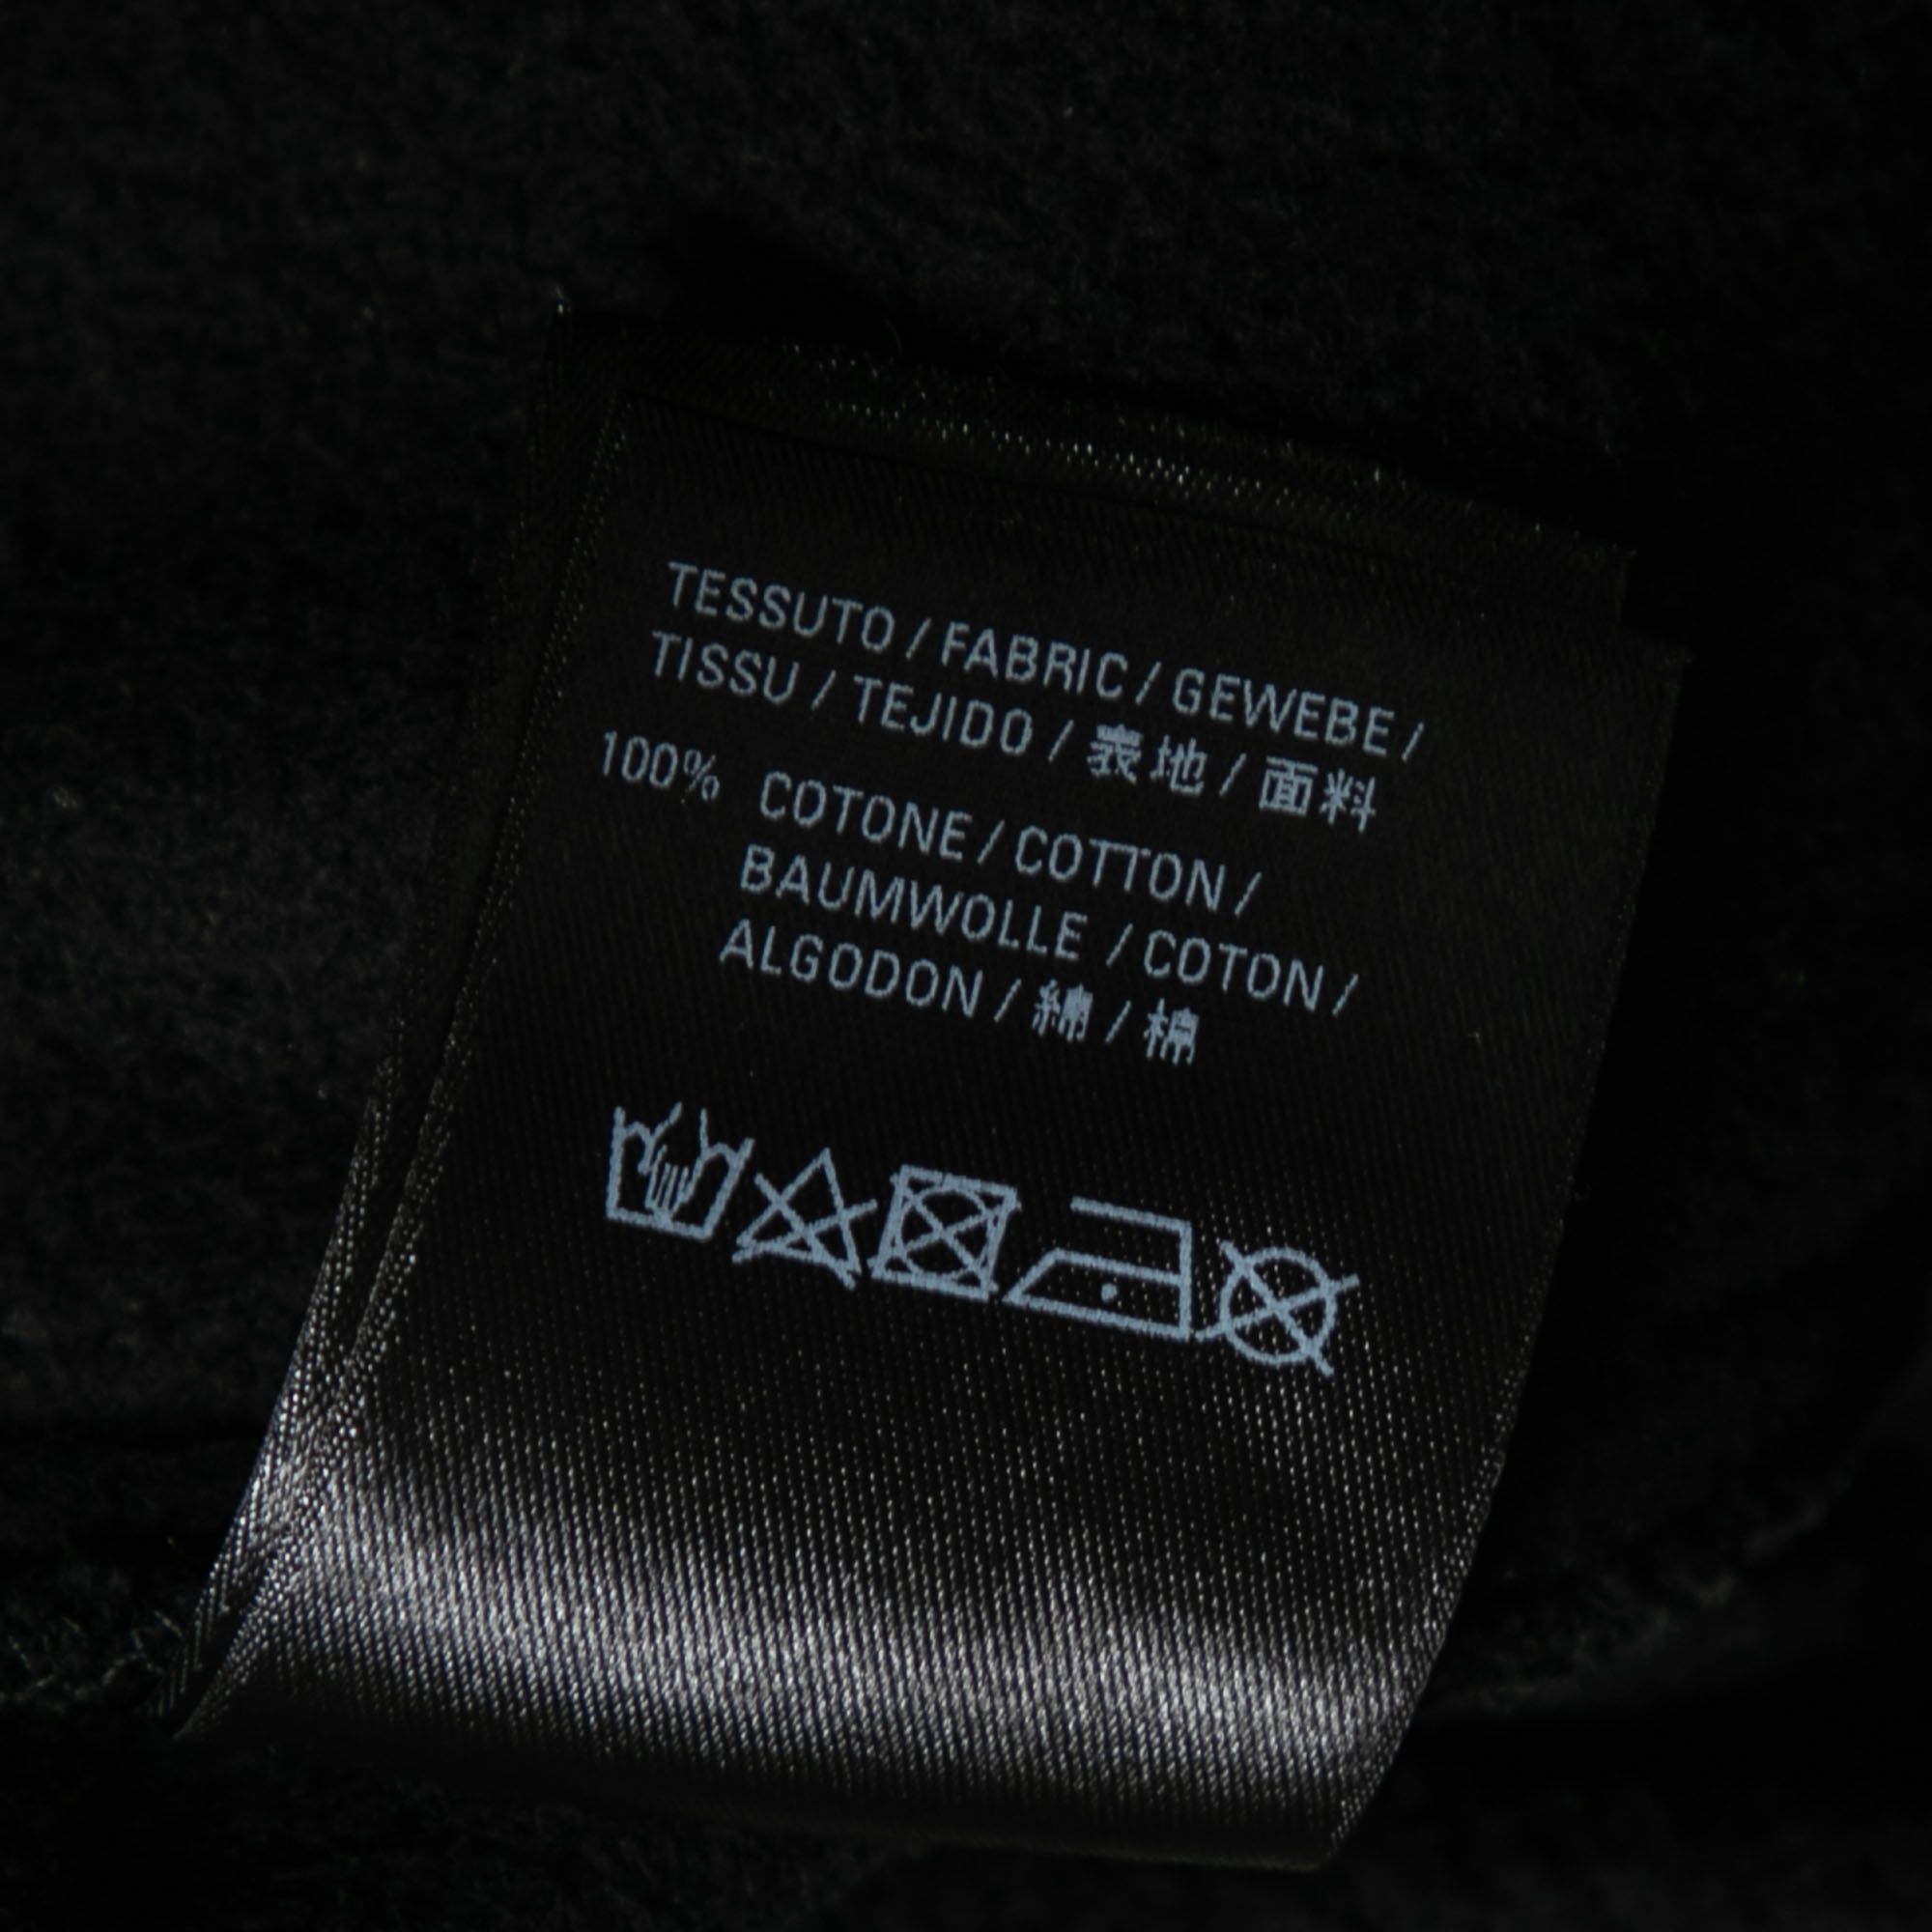 TESSUTO / FABRIC / GEWEBE /
TISSU / TEJIDO / 表地 / 面料
100% COTONE / COTTON /
BAUMWOLLE / COTON /
ALGODON / 綿 / 棉